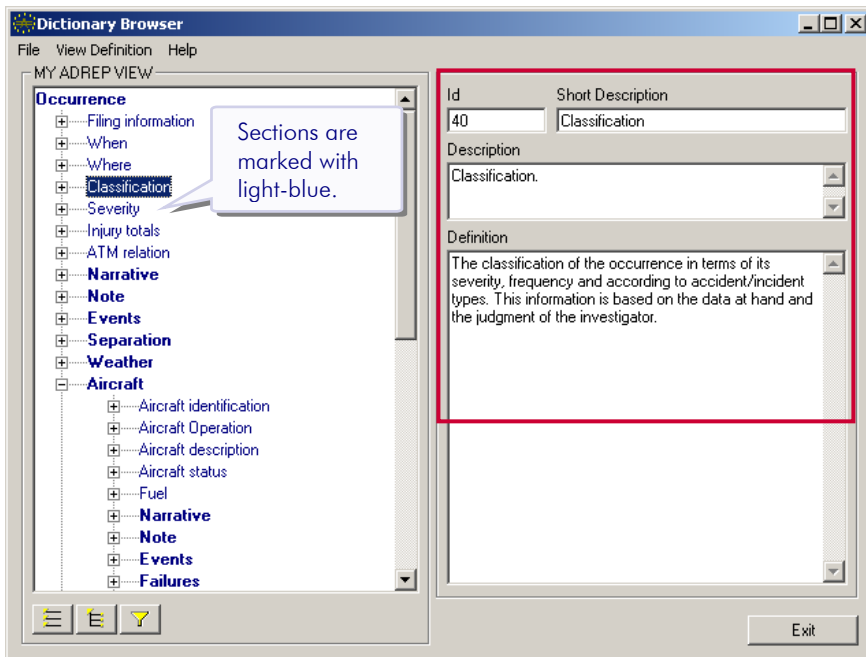 Dictionary Browser
File View Definition Help
MY ADREP VIEW
Occurrence
Filing information
When
Where
Classification
Severity
Injury totals
ATM relation
Narrative
Note
Events
Separation
Weather
Aircraft
Aircraft identification
Aircraft Operation
Aircraft description
Aircraft status
Fuel
Narrative
Note
Events
Failures
Sections are
marked with
light-blue.
Id Short Description
40 Classification
Description
Classification.
Definition
The classification of the occurrence in terms of its
severity, frequency and according to accident/incident
types. This information is based on the data at hand and
the judgment of the investigator.
Exit